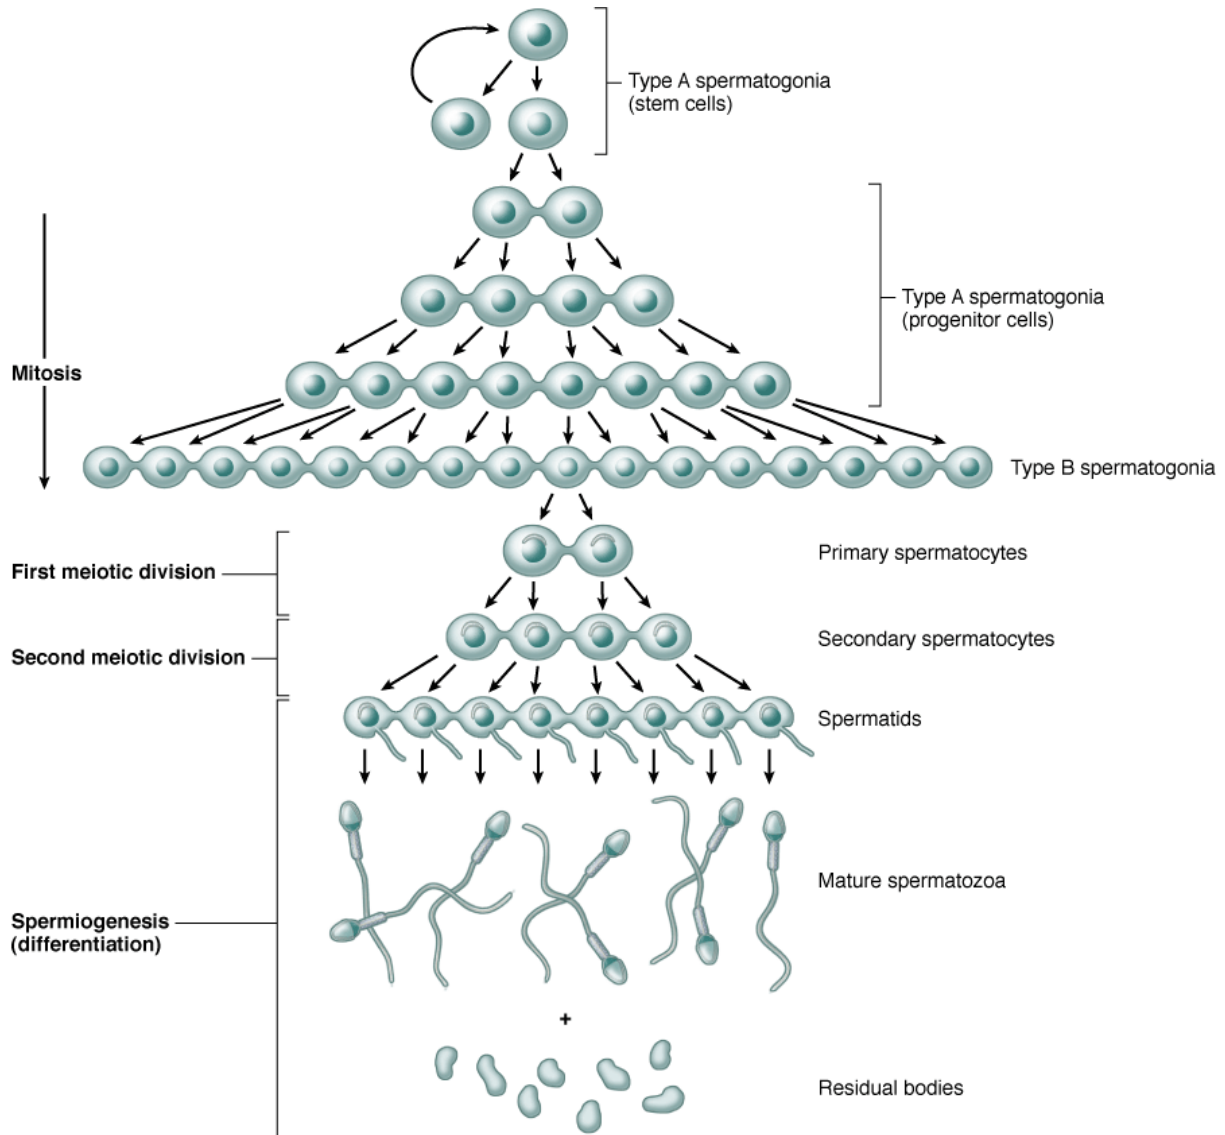 Type A spermatogonia
(stem cells)
Type A spermatogonia
(progenitor cells)
Mitosis
Type B spermatogonia
Primary spermatocytes
First meiotic division
Secondary spermatocytes
Second meiotic division
Spermatids
Mature spermatozoa
Spermiogenesis
(differentiation)
+
Residual bodies